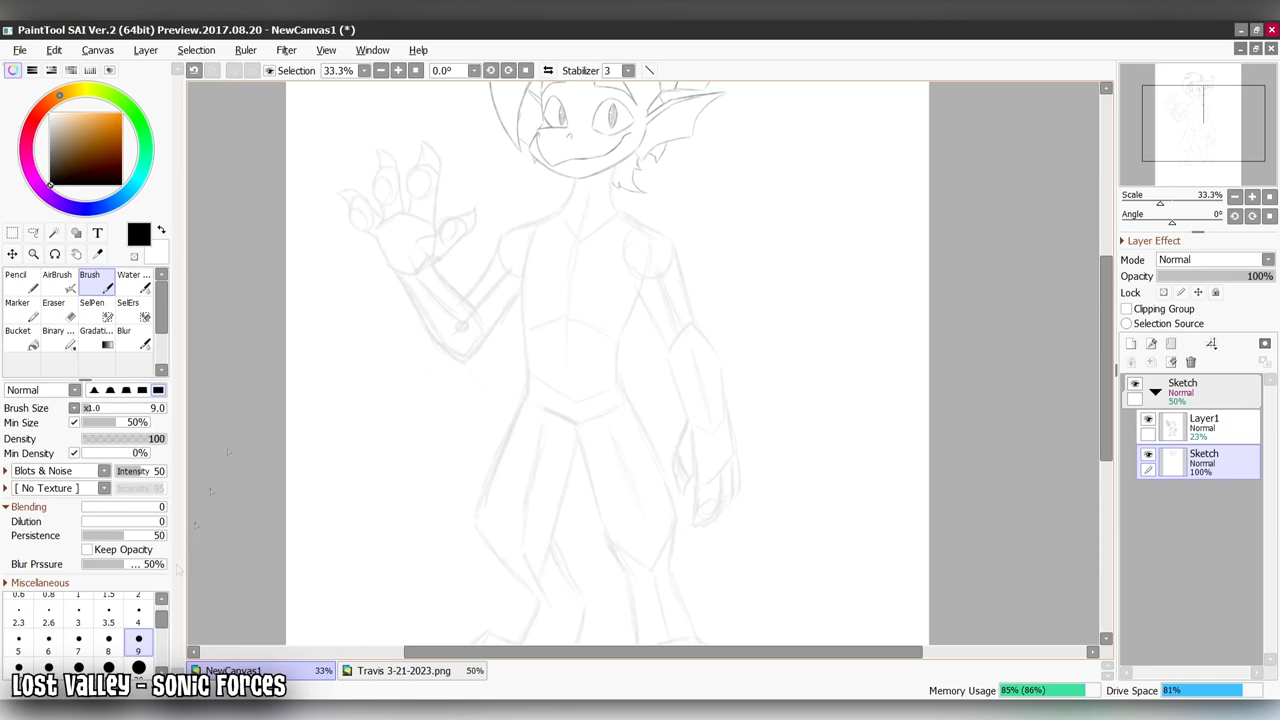 PaintTool SAI Ver.2 (64bit) Preview.2017.08.20 - NewCanvas1 (*)
File Edit Canvas Layer Selection Ruler Filter View Window Help
Selection 33.3% 0.0° Stabilizer 3
Scale 33.3%
Angle 0°
Layer Effect
Mode Normal
Opacity 100%
Lock
Clipping Group
Selection Source
Pencil AirBrush Brush Water ...
Marker Eraser SelPen SelErs
Bucket Binary ... Gradati... Blur
Normal
Brush Size x1.0 9.0
Min Size 50%
Density 100
Min Density 0%
Blots & Noise Intensity 50
[ No Texture ] Intensity 95
Blending 0
Dilution 0
Persistence 50
Keep Opacity
Blur Prssure ... 50%
Miscellaneous
0.6 0.8 1 1.5 2
2.3 2.6 3 3.5 4
5 6 7 8 9
Sketch
Normal
50%
Layer1
Normal
23%
Sketch
Normal
100%
NewCanvas1 33% Travis 3-21-2023.png 50%
Lost Valley - Sonic Forces
Memory Usage 85% (86%) Drive Space 81%